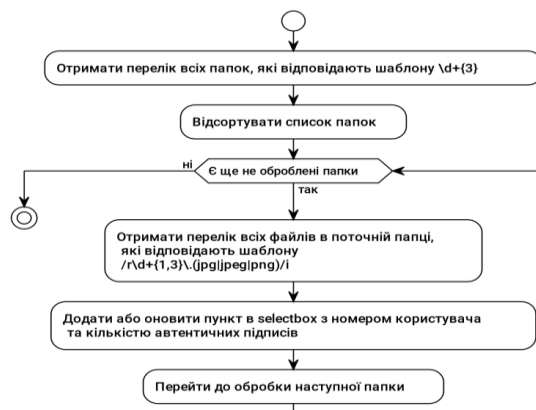 Отримати перелік всіх папок, які відповідають шаблону \d+{3}
Відсортувати список папок
ні
Є ще не оброблені папки
так
Отримати перелік всіх файлів в поточній папці,
які відповідають шаблону
/r\d+{1,3}\.(jpg|jpeg|png)/i
Додати або оновити пункт в selectbox з номером користувача
та кількістю автентичних підписів
Перейти до обробки наступної папки